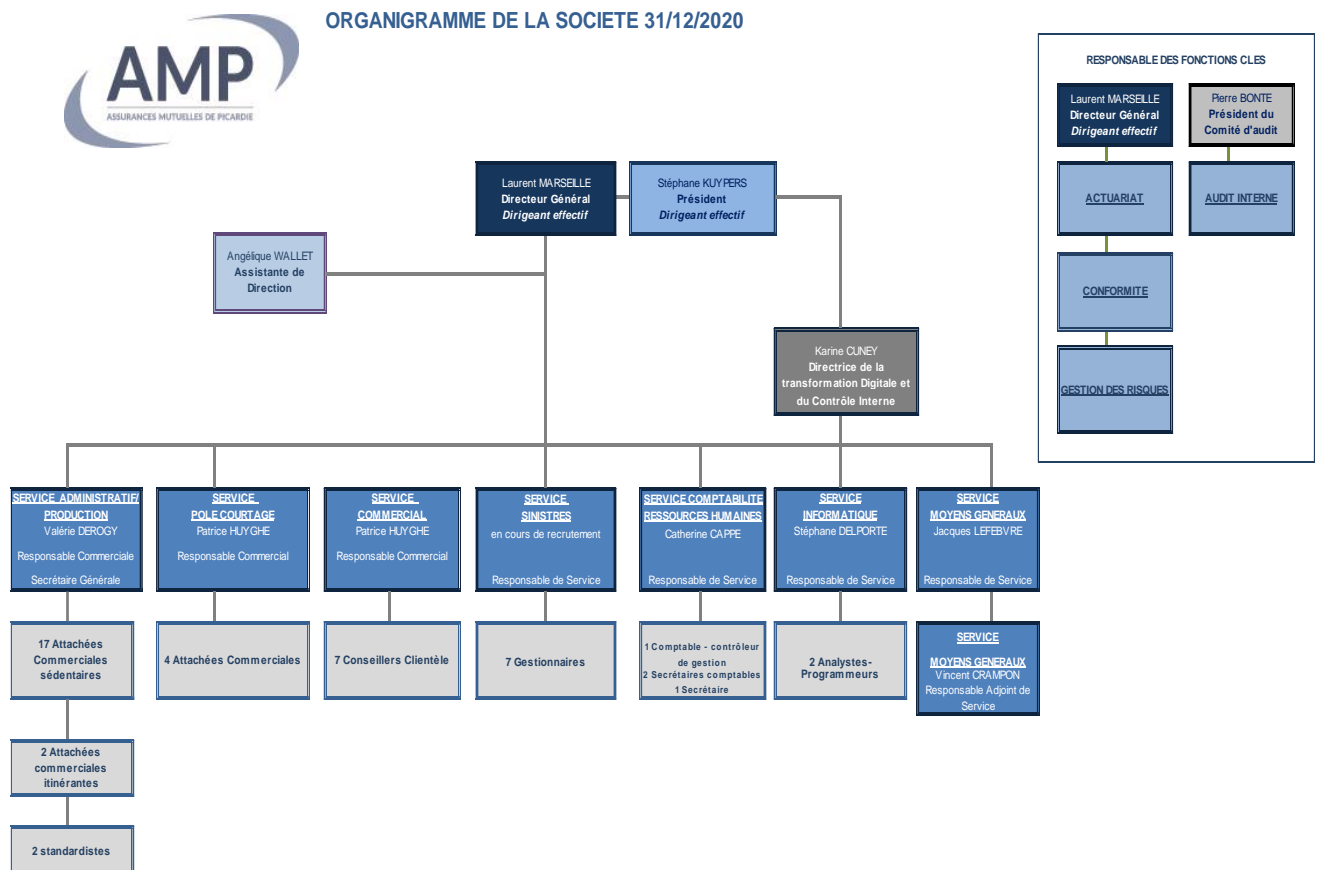 ORGANIGRAMME DE LA SOCIETE 31/12/2020
AMP
ASSURANCES MUTUELLES DE PICARDIE
RESPONSABLE DES FONCTIONS CLES
Laurent MARSEILLE
Directeur Général
Dirigeant effectif
Pierre BONTE
Président du
Comité d'audit
ACTUARIAT
AUDIT INTERNE
CONFORMITE
GESTION DES RISQUES
Laurent MARSEILLE
Directeur Général
Dirigeant effectif
Stéphane KUYPERS
Président
Dirigeant effectif
Angélique WALLET
Assistante de
Direction
Karine CUNEY
Directrice de la
transformation Digitale et
du Contrôle Interne
SERVICE ADMINISTRATIF/
PRODUCTION
Valérie DEROGY
Responsable Commerciale
Secrétaire Générale
SERVICE
POLE COURTAGE
Patrice HUYGHE
Responsable Commercial
SERVICE
COMMERCIAL
Patrice HUYGHE
Responsable Commercial
SERVICE
SINISTRES
en cours de recrutement
Responsable de Service
SERVICE COMPTABILITE
RESSOURCES HUMAINES
Catherine CAPPE
Responsable de Service
SERVICE
INFORMATIQUE
Stéphane DELPORTE
Responsable de Service
SERVICE
MOYENS GENERAUX
Jacques LEFEBVRE
Responsable de Service
17 Attachées
Commerciales
sédentaires
4 Attachées Commerciales
7 Conseillers Clientèle
7 Gestionnaires
1 Comptable - contrôleur
de gestion
2 Secrétaires comptables
1 Secrétaire
2 Analystes-
Programmeurs
SERVICE
MOYENS GENERAUX
Vincent CRAMPON
Responsable Adjoint de
Service
2 Attachées
commerciales
itinérantes
2 standardistes